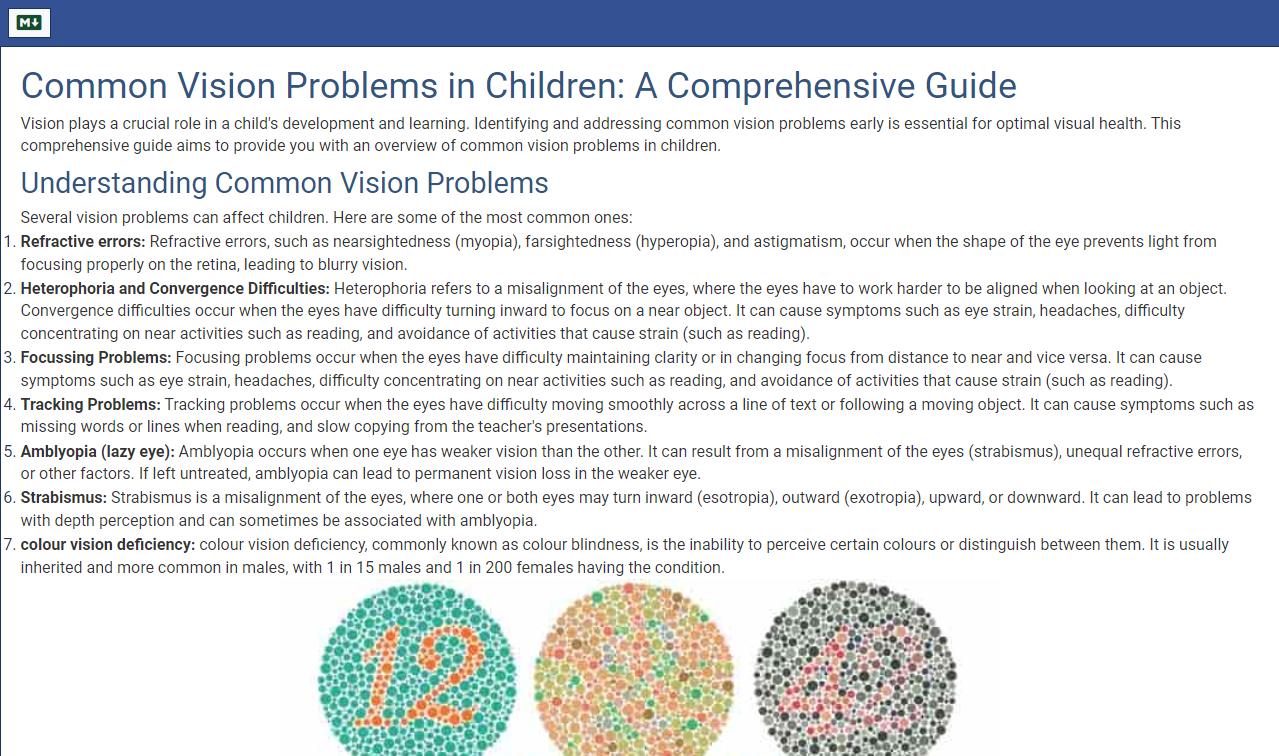 M↓
Common Vision Problems in Children: A Comprehensive Guide
Vision plays a crucial role in a child's development and learning. Identifying and addressing common vision problems early is essential for optimal visual health. This
comprehensive guide aims to provide you with an overview of common vision problems in children.
Understanding Common Vision Problems
Several vision problems can affect children. Here are some of the most common ones:
1. Refractive errors: Refractive errors, such as nearsightedness (myopia), farsightedness (hyperopia), and astigmatism, occur when the shape of the eye prevents light from
focusing properly on the retina, leading to blurry vision.
2. Heterophoria and Convergence Difficulties: Heterophoria refers to a misalignment of the eyes, where the eyes have to work harder to be aligned when looking at an object.
Convergence difficulties occur when the eyes have difficulty turning inward to focus on a near object. It can cause symptoms such as eye strain, headaches, difficulty
concentrating on near activities such as reading, and avoidance of activities that cause strain (such as reading).
3. Focussing Problems: Focusing problems occur when the eyes have difficulty maintaining clarity or in changing focus from distance to near and vice versa. It can cause
symptoms such as eye strain, headaches, difficulty concentrating on near activities such as reading, and avoidance of activities that cause strain (such as reading).
4. Tracking Problems: Tracking problems occur when the eyes have difficulty moving smoothly across a line of text or following a moving object. It can cause symptoms such as
missing words or lines when reading, and slow copying from the teacher's presentations.
5. Amblyopia (lazy eye): Amblyopia occurs when one eye has weaker vision than the other. It can result from a misalignment of the eyes (strabismus), unequal refractive errors,
or other factors. If left untreated, amblyopia can lead to permanent vision loss in the weaker eye.
6. Strabismus: Strabismus is a misalignment of the eyes, where one or both eyes may turn inward (esotropia), outward (exotropia), upward, or downward. It can lead to problems
with depth perception and can sometimes be associated with amblyopia.
7. colour vision deficiency: colour vision deficiency, commonly known as colour blindness, is the inability to perceive certain colours or distinguish between them. It is usually
inherited and more common in males, with 1 in 15 males and 1 in 200 females having the condition.
12 42